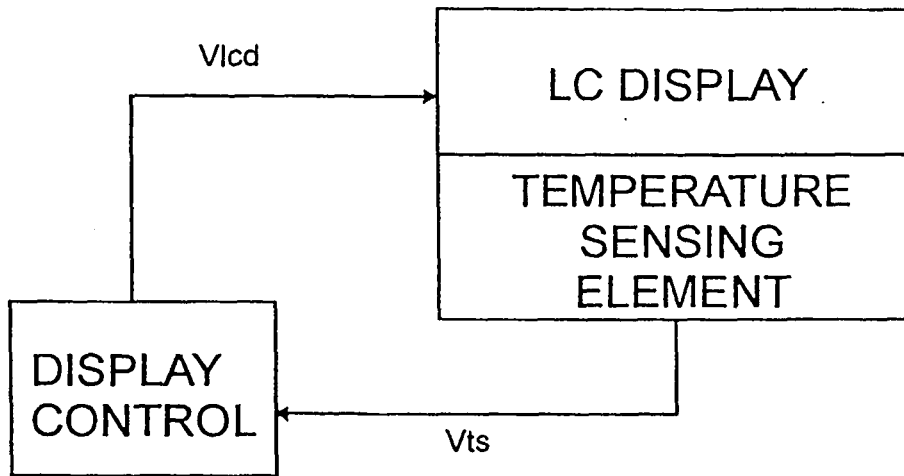 Vlcd
LC DISPLAY
TEMPERATURE
SENSING
ELEMENT
DISPLAY
CONTROL
Vts